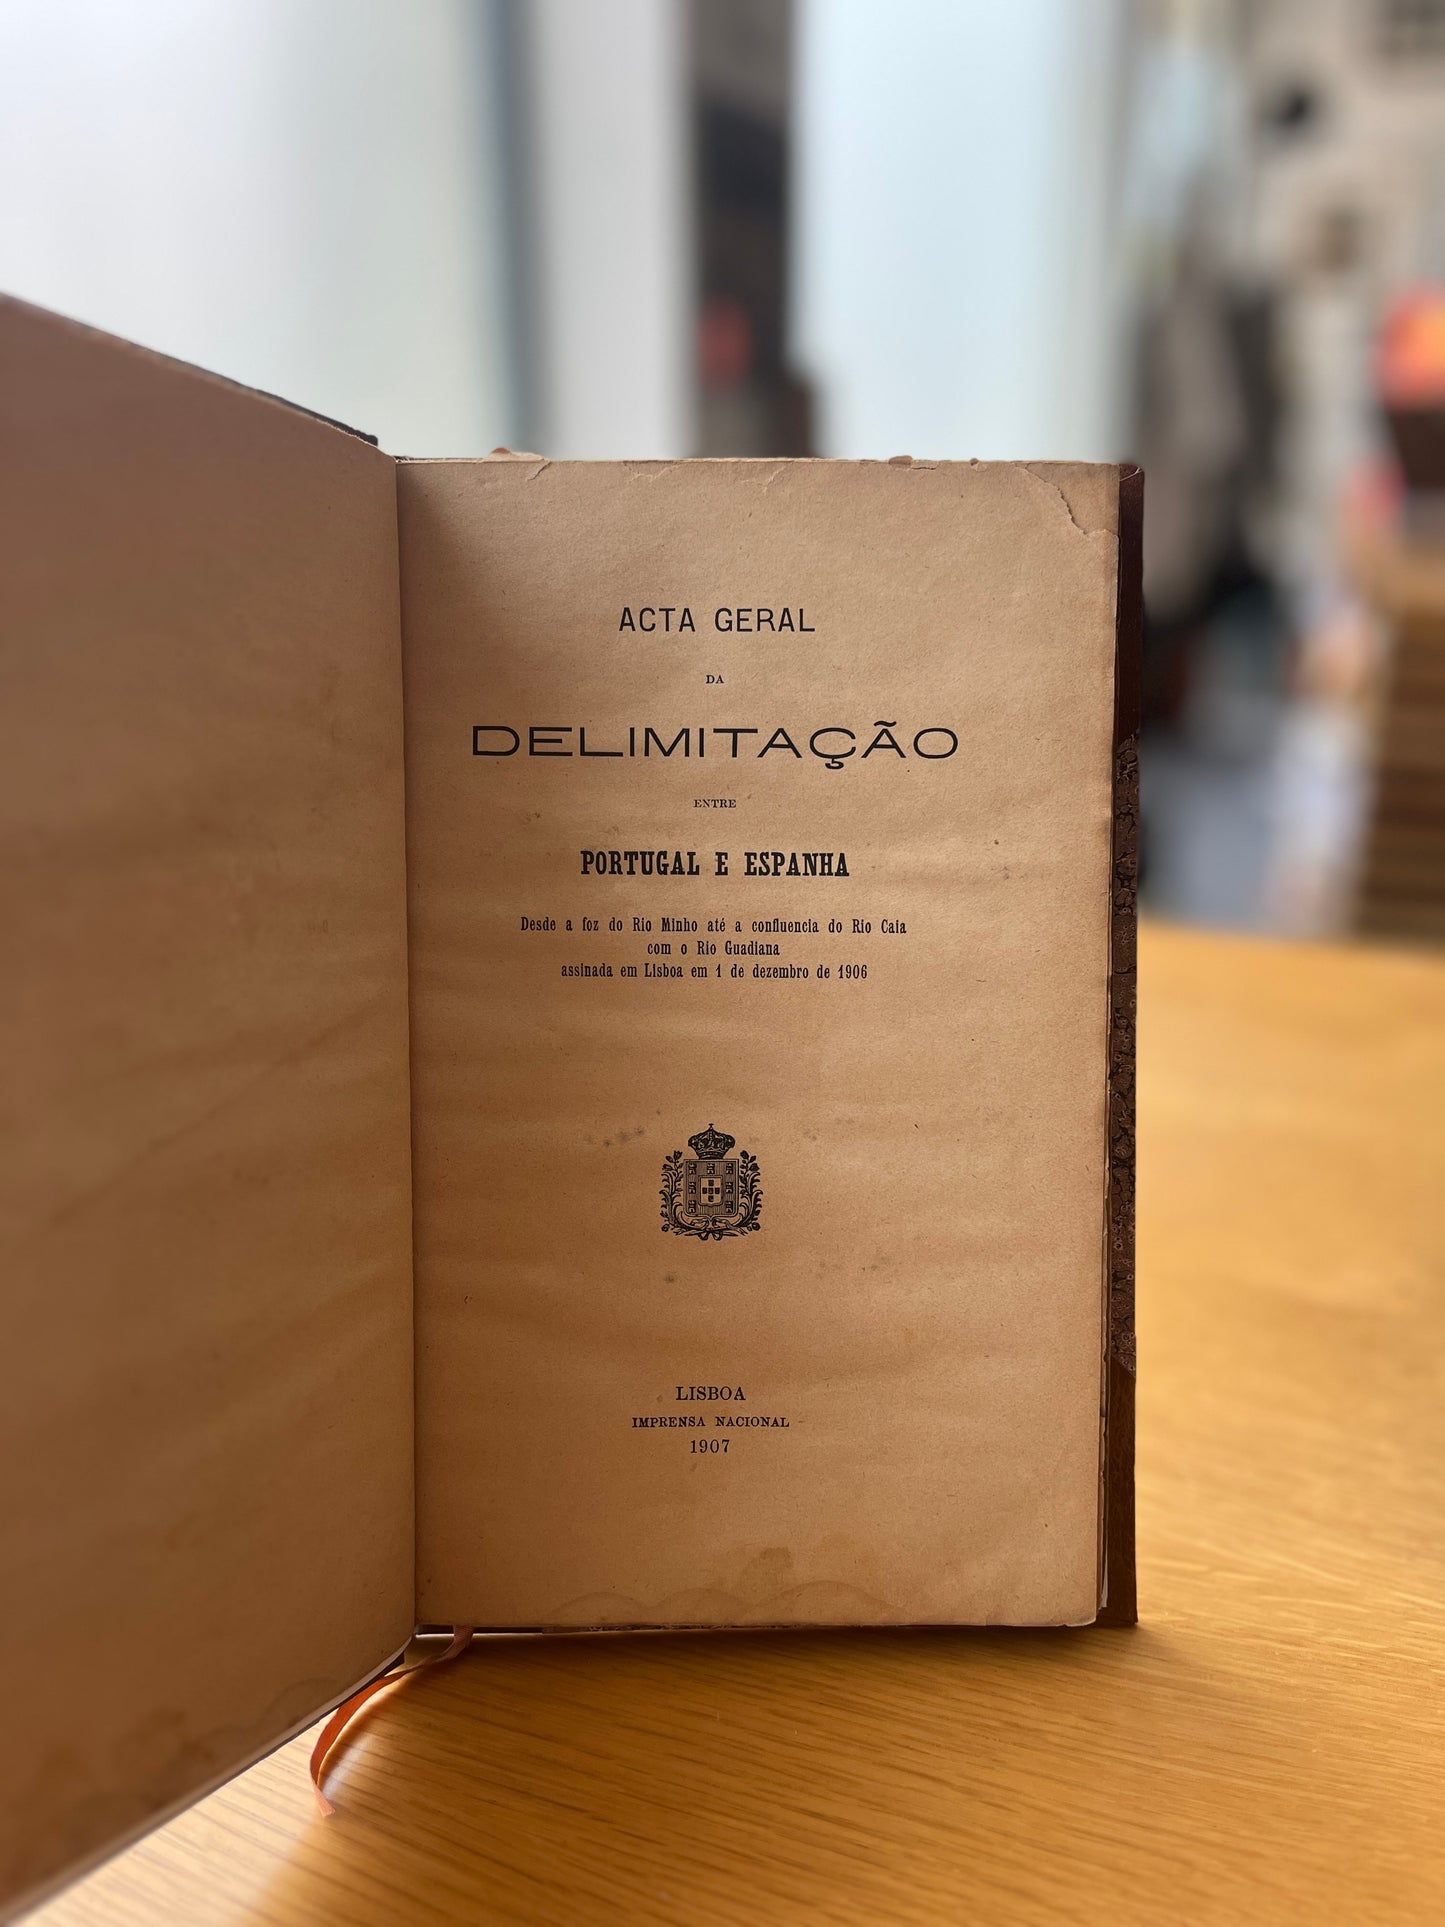 ACTA GERAL
DA
DELIMITAÇÃO
ENTRE
PORTUGAL E ESPANHA
Desde a foz do Rio Minho até a confluencia do Rio Caia
com o Rio Guadiana
assinada em Lisboa em 1 de dezembro de 1906
LISBOA
IMPRENSA NACIONAL
1907